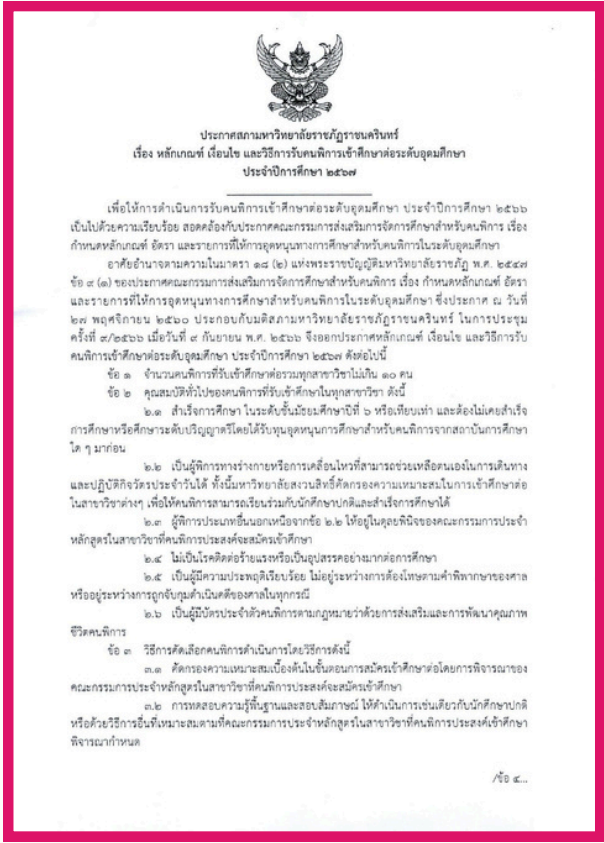 ประกาศสภามหาวิทยาลัยราชภัฏราชนครินทร์
เรื่อง หลักเกณฑ์ เงื่อนไข และวิธีการรับคนพิการเข้าศึกษาต่อระดับอุดมศึกษา
ประจำปีการศึกษา ๒๕๖๗
เพื่อให้การดำเนินการรับคนพิการเข้าศึกษาต่อระดับอุดมศึกษา ประจำปีการศึกษา ๒๕๖๖
เป็นไปด้วยความเรียบร้อย สอดคล้องกับประกาศคณะกรรมการส่งเสริมการจัดการศึกษาสำหรับคนพิการ เรื่อง
กำหนดหลักเกณฑ์ อัตรา และรายการที่ให้การอุดหนุนทางการศึกษาสำหรับคนพิการในระดับอุดมศึกษา
อาศัยอำนาจตามความในมาตรา ๑๘ (๒) แห่งพระราชบัญญัติมหาวิทยาลัยราชภัฏ พ.ศ. ๒๕๔๗
ข้อ ๙ (๑) ของประกาศคณะกรรมการส่งเสริมการจัดการศึกษาสำหรับคนพิการ เรื่อง กำหนดหลักเกณฑ์ อัตรา
และรายการที่ให้การอุดหนุนทางการศึกษาสำหรับคนพิการในระดับอุดมศึกษา ซึ่งประกาศ ณ วันที่
๒๗ พฤศจิกายน ๒๕๖๐ ประกอบกับมติสภามหาวิทยาลัยราชภัฏราชนครินทร์ ในการประชุม
ครั้งที่ ๙/๒๕๖๖ เมื่อวันที่ ๙ กันยายน พ.ศ. ๒๕๖๖ จึงออกประกาศหลักเกณฑ์ เงื่อนไข และวิธีการรับ
คนพิการเข้าศึกษาต่อระดับอุดมศึกษา ประจำปีการศึกษา ๒๕๖๗ ดังต่อไปนี้
ข้อ ๑ จำนวนคนพิการที่รับเข้าศึกษาต่อรวมทุกสาขาวิชาไม่เกิน ๑๐ คน
ข้อ ๒ คุณสมบัติทั่วไปของคนพิการที่รับเข้าศึกษาในทุกสาขาวิชา ดังนี้
๒.๑ สำเร็จการศึกษา ในระดับชั้นมัธยมศึกษาปีที่ ๖ หรือเทียบเท่า และต้องไม่เคยสำเร็จ
การศึกษาหรือศึกษาระดับปริญญาตรีโดยได้รับทุนอุดหนุนการศึกษาสำหรับคนพิการจากสถาบันการศึกษา
ใด ๆ มาก่อน
๒.๒ เป็นผู้พิการทางร่างกายหรือการเคลื่อนไหวที่สามารถช่วยเหลือตนเองในการเดินทาง
และปฏิบัติกิจวัตรประจำวันได้ ทั้งนี้มหาวิทยาลัยสงวนสิทธิ์คัดกรองความเหมาะสมในการเข้าศึกษาต่อ
ในสาขาวิชาต่างๆ เพื่อให้คนพิการสามารถเรียนร่วมกับนักศึกษาปกติและสำเร็จการศึกษาได้
๒.๓ ผู้พิการประเภทอื่นนอกเหนือจากข้อ ๒.๒ ให้อยู่ในดุลยพินิจของคณะกรรมการประจำ
หลักสูตรในสาขาวิชาที่คนพิการประสงค์จะสมัครเข้าศึกษา
๒.๔ ไม่เป็นโรคติดต่อร้ายแรงหรือเป็นอุปสรรคอย่างมากต่อการศึกษา
๒.๕ เป็นผู้มีความประพฤติเรียบร้อย ไม่อยู่ระหว่างการต้องโทษตามคำพิพากษาของศาล
หรืออยู่ระหว่างการถูกจับกุมดำเนินคดีของศาลในทุกกรณี
๒.๖ เป็นผู้มีบัตรประจำตัวคนพิการตามกฎหมายว่าด้วยการส่งเสริมและการพัฒนาคุณภาพ
ชีวิตคนพิการ
ข้อ ๓ วิธีการคัดเลือกคนพิการดำเนินการโดยวิธีการดังนี้
๓.๑ คัดกรองความเหมาะสมเบื้องต้นในขั้นตอนการสมัครเข้าศึกษาต่อโดยการพิจารณาของ
คณะกรรมการประจำหลักสูตรในสาขาวิชาที่คนพิการประสงค์จะสมัครเข้าศึกษา
๓.๒ การทดสอบความรู้พื้นฐานและสอบสัมภาษณ์ ให้ดำเนินการเช่นเดียวกับนักศึกษาปกติ
หรือด้วยวิธีการอื่นที่เหมาะสมตามที่คณะกรรมการประจำหลักสูตรในสาขาวิชาที่คนพิการประสงค์เข้าศึกษา
พิจารณากำหนด
/ข้อ ๔...